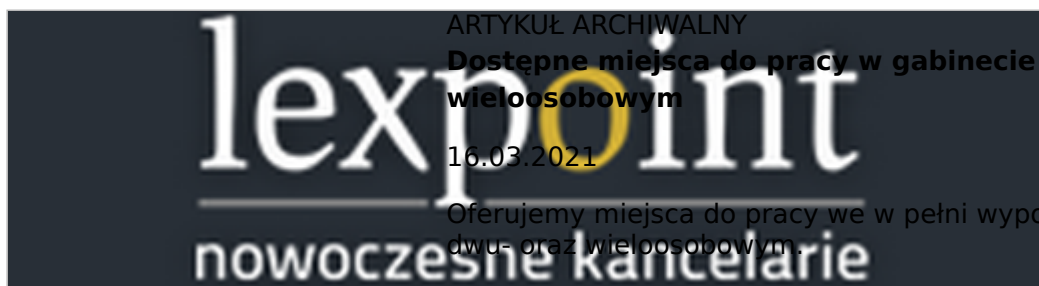 lexpoint
nowoczesne kancelarie
ARTYKUŁ ARCHIWALNY
Dostępne miejsca do pracy w gabinecie
wieloosobowym
16.03.2021
Oferujemy miejsca do pracy we w pełni
dwu- oraz wieloosobowym.